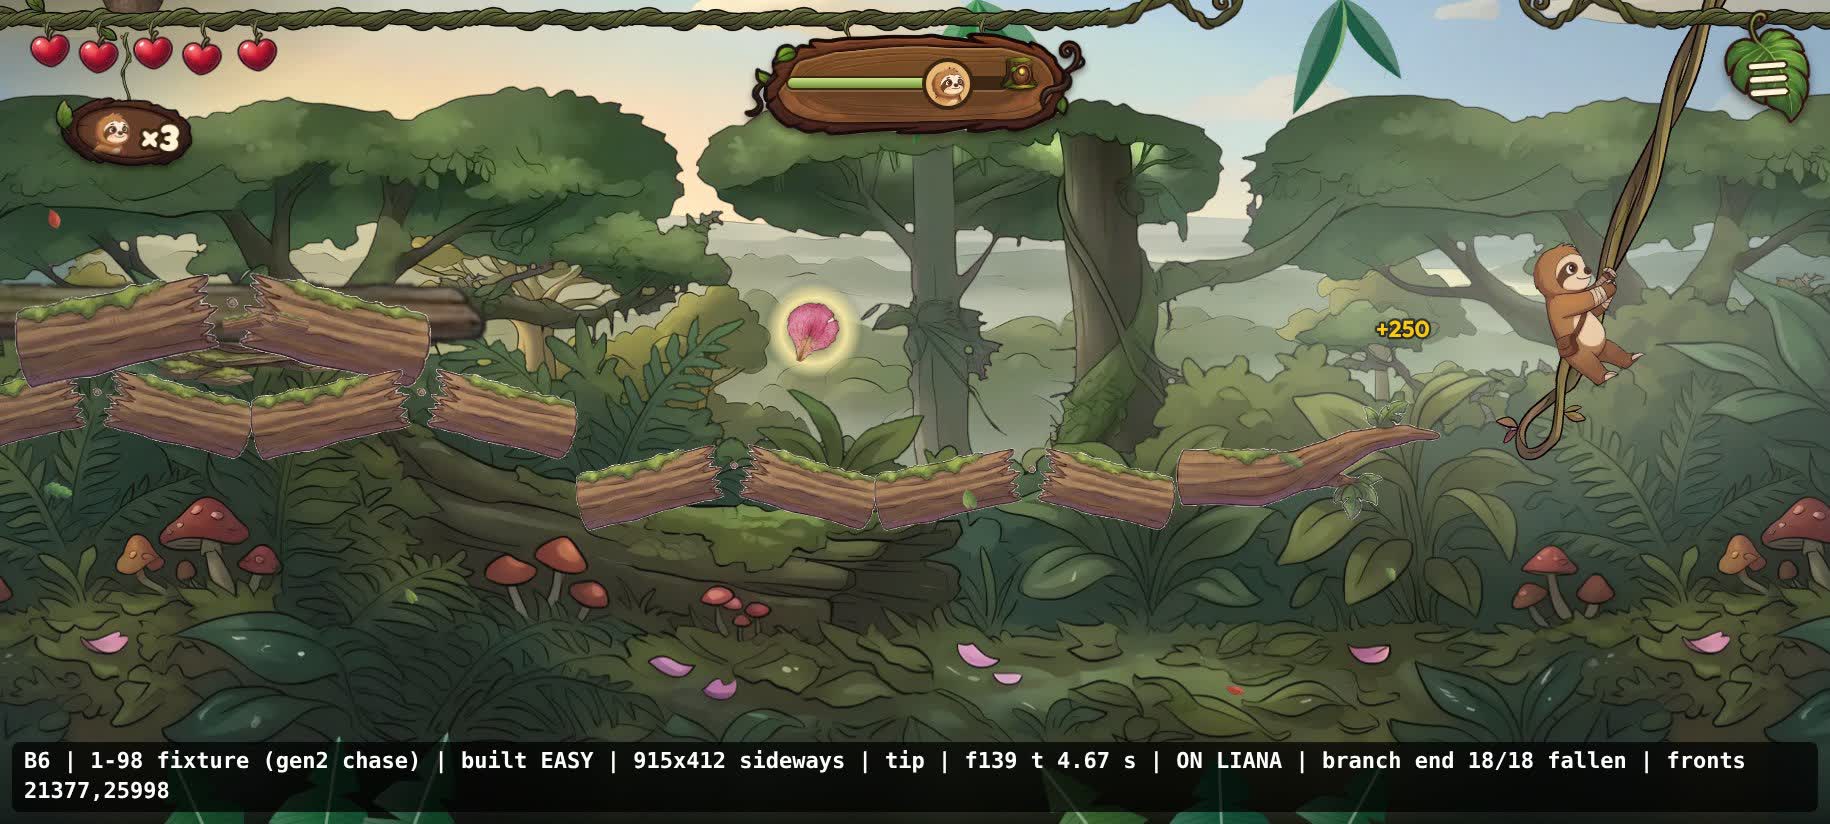 ×3
+250
B6 | 1-98 fixture (gen2 chase) | built EASY | 915x412 sideways | tip | f139 t 4.67 s | ON LIANA | branch end 18/18 fallen | fronts
21377,25998